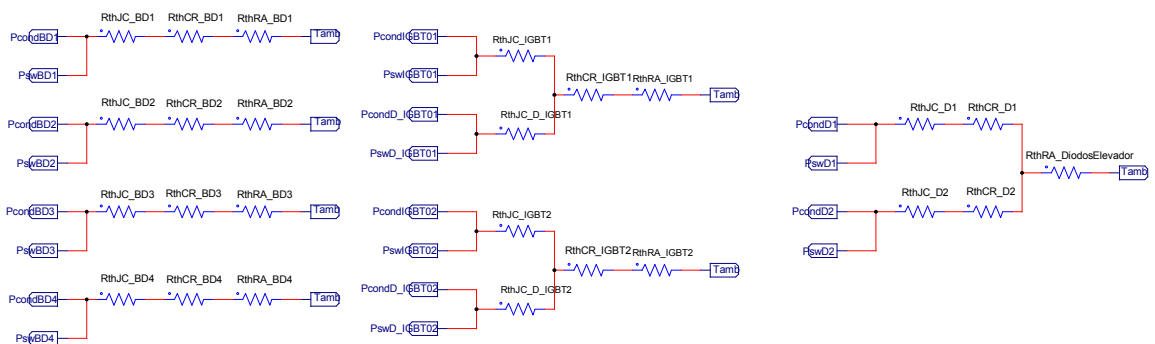 RthJC_BD1 RthCR_BD1 RthRA_BD1
PcondBD1 Tamb
PswBD1
RthJC_BD2 RthCR_BD2 RthRA_BD2
PcondBD2 Tamb
PswBD2
RthJC_BD3 RthCR_BD3 RthRA_BD3
PcondBD3 Tamb
PswBD3
RthJC_BD4 RthCR_BD4 RthRA_BD4
PcondBD4 Tamb
PswBD4
PcondIGBT01 RthJC_IGBT1
PswIGBT01
RthCR_IGBT1 RthRA_IGBT1
Tamb
PcondD_IGBT01 RthJC_D_IGBT1
PswD_IGBT01
PcondIGBT02 RthJC_IGBT2
PswIGBT02
RthCR_IGBT2 RthRA_IGBT2
Tamb
PcondD_IGBT02 RthJC_D_IGBT2
PswD_IGBT02
RthJC_D1 RthCR_D1
PcondD1
PswD1
RthRA_DiodosElevador
Tamb
RthJC_D2 RthCR_D2
PcondD2
PswD2